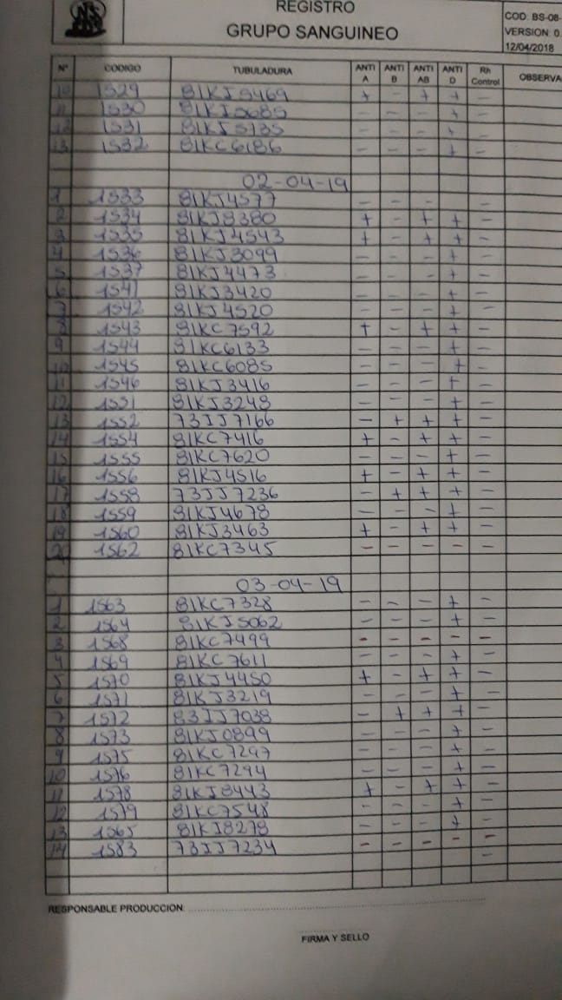 REGISTRO
GRUPO SANGUINEO
COD: BS-08-
VERSION: 0.
12/04/2018
N° CODIGO TUBULADURA ANTI A ANTI B ANTI AB ANTI D Rh Control OBSERVA
10 1529 81KJ5469 + - + + -
11 1530 - - - + -
12 1531 81KJ5135 - - - + -
13 1532 81KC6186 - - - + -
02-04-19
1 1533 81KJ4577 - - - -
2 1534 81KJ8380 + - + + -
3 1535 81KJ4543 + - + + -
4 1536 81KJ3099 - - - + -
5 1537 81KJ4473 - - - + -
6 1541 81KJ3420 - - - + -
7 1542 81KJ4520 - - - + -
8 1543 81KC7592 + - + + -
9 1544 81KC6133 - - - + -
10 1545 81KC6085 - - - + -
11 1546 81KJ3416 - - - + -
12 1551 81KJ3248 - - - + -
13 1552 73JJ7166 - + + + -
14 1554 81KC7416 + - + + -
15 1555 81KC7620 - - - + -
16 1556 81KJ4516 + - + + -
17 1558 73JJ7236 - + + + -
18 1559 81KJ4678 - - - + -
19 1560 81KJ3463 + - + + -
20 1562 81KC7345 - - - - -
03-04-19
1 1563 81KC7328 - - - + -
2 1564 81KJ5062 - - - + -
3 1568 81KC7499 - - - - -
4 1569 81KC7611 - - - + -
5 1570 81KJ4450 + - + + -
6 1571 81KJ3219 - - - + -
7 1572 83JJ7038 - + + + -
8 1573 81KJ0899 - - - + -
9 1575 81KC7297 - - - + -
10 1576 81KC7294 - - - + -
11 1578 81KJ8443 + - + + -
12 1579 81KC7548 - - - + -
13 1565 81KJ8278 - - - + -
14 1583 73JJ7234 - - - - -
-
RESPONSABLE PRODUCCION:
FIRMA Y SELLO